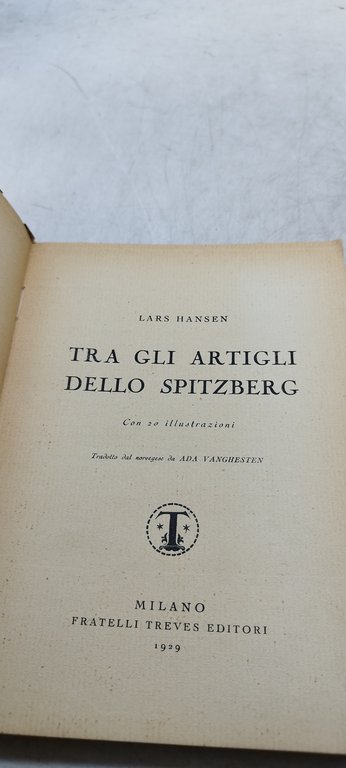 LARS HANSEN
TRA GLI ARTIGLI
DELLO SPITZBERG
Con 20 illustrazioni
Tradotto dal norvegese da ADA VANGHESTEN
T
MILANO
FRATELLI TREVES EDITORI
1929